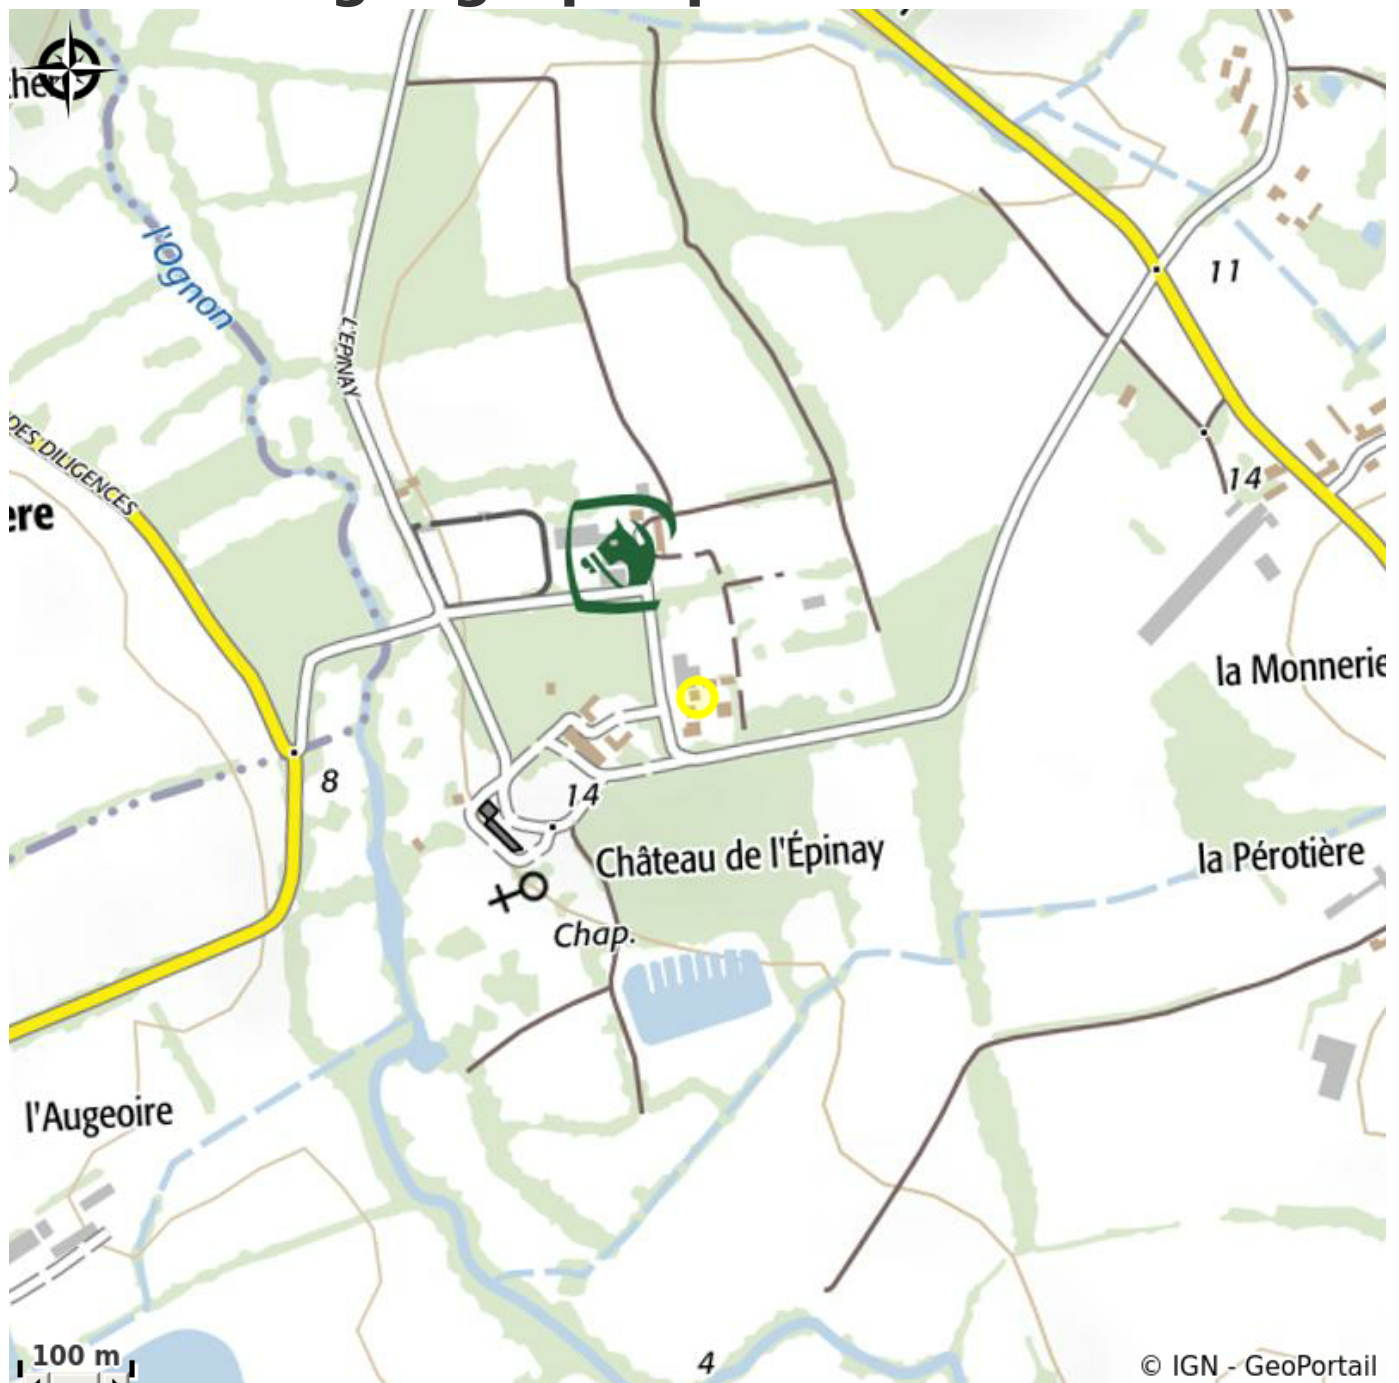 l'Ognon
L'EPINAY
11
DES DILIGENCES
14
ere
la Monnerie
8
14
Château de l'Épinay
la Pérotière
Chap.
l'Augeoire
100 m
4
© IGN - GeoPortail